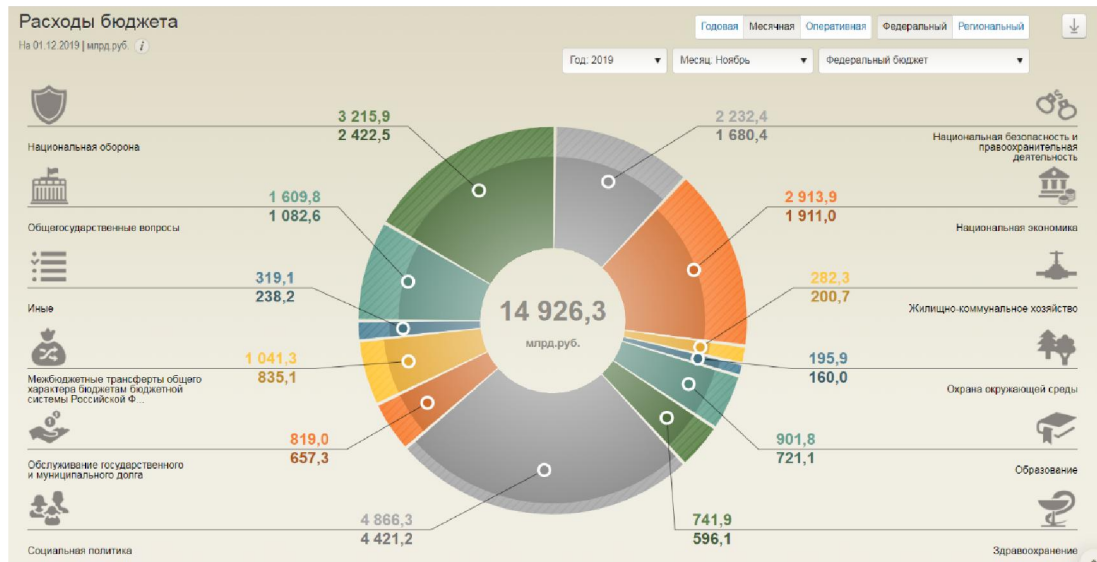 Расходы бюджета
На 01.12.2019 | млрд.руб. i
Годовая Месячная Оперативная Федеральный Региональный
Год: 2019 Месяц: Ноябрь Федеральный бюджет
3 215,9
2 422,5
Национальная оборона
1 609,8
1 082,6
Общегосударственные вопросы
319,1
238,2
Иные
1 041,3
835,1
Межбюджетные трансферты общего
характера бюджетам бюджетной
системы Российской Ф...
819,0
657,3
Обслуживание государственного
и муниципального долга
4 866,3
4 421,2
Социальная политика
14 926,3
млрд.руб.
2 232,4
1 680,4
Национальная безопасность и
правоохранительная
деятельность
2 913,9
1 911,0
Национальная экономика
282,3
200,7
Жилищно-коммунальное хозяйство
195,9
160,0
Охрана окружающей среды
901,8
721,1
Образование
741,9
596,1
Здравоохранение